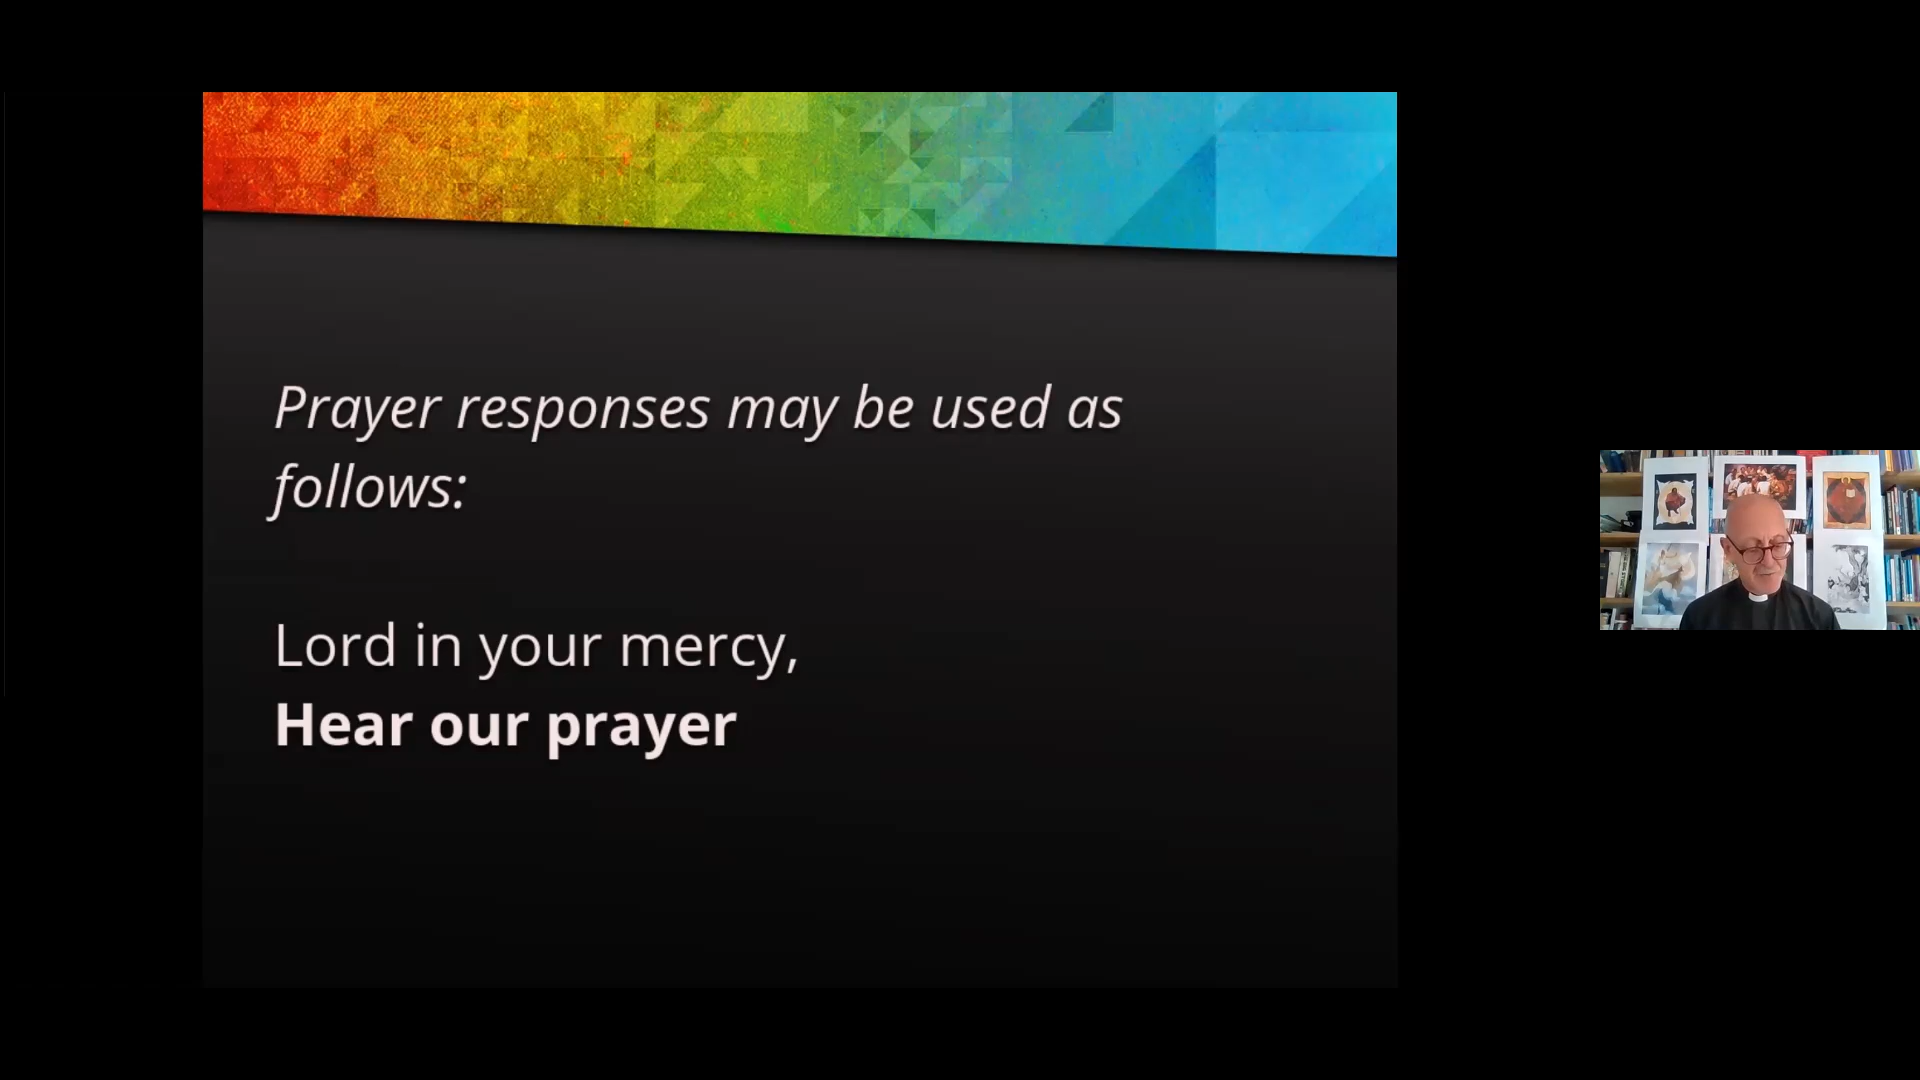 Prayer responses may be used as
follows:
Lord in your mercy,
Hear our prayer